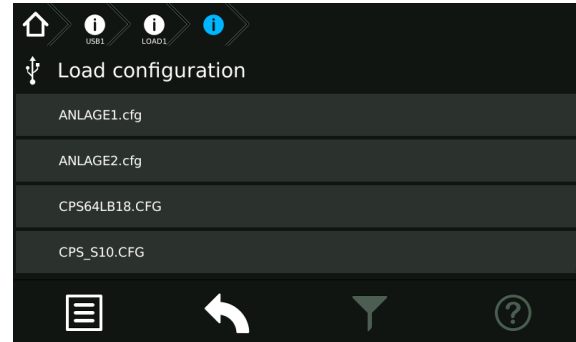 USB1 LOAD1
Load configuration
ANLAGE1.cfg
ANLAGE2.cfg
CPS64LB18.CFG
CPS_S10.CFG